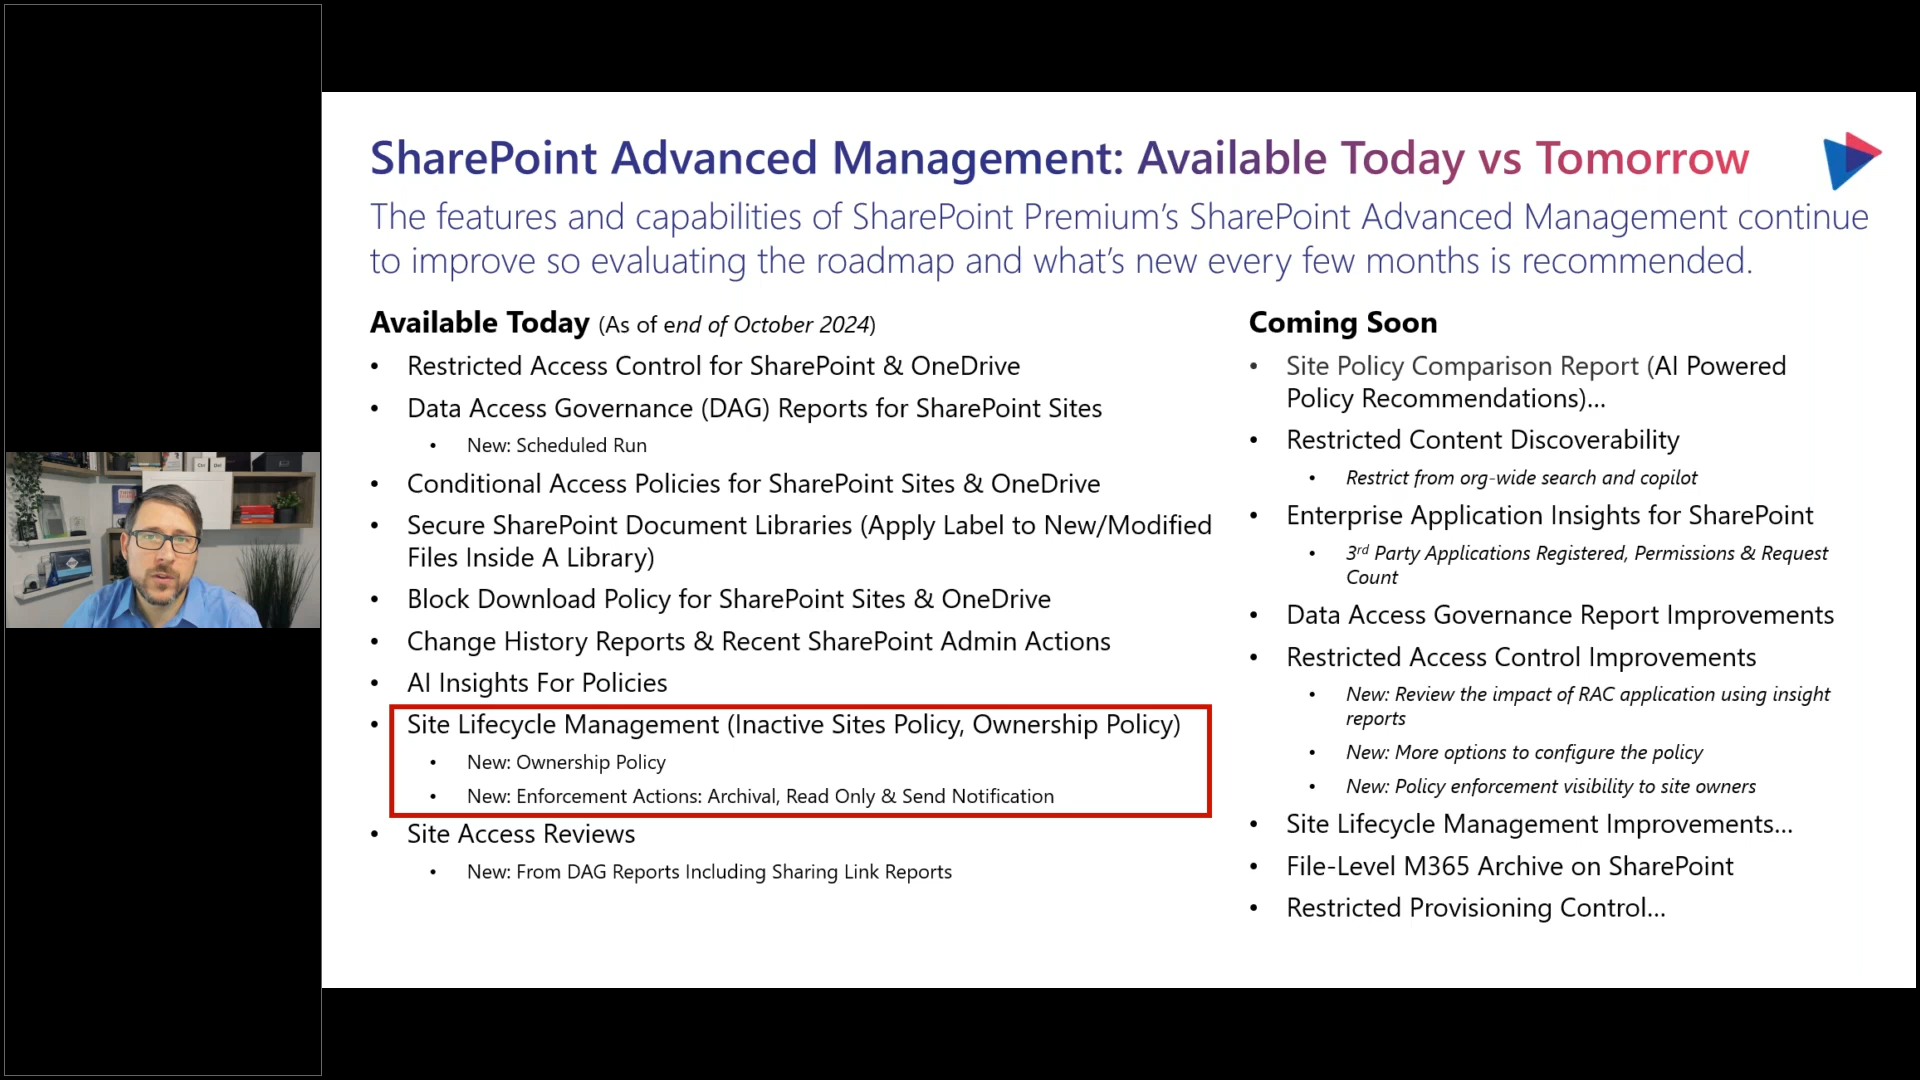 SharePoint Advanced Management: Available Today vs Tomorrow
The features and capabilities of SharePoint Premium's SharePoint Advanced Management continue
to improve so evaluating the roadmap and what's new every few months is recommended.
Available Today (As of end of October 2024)
• Restricted Access Control for SharePoint & OneDrive
• Data Access Governance (DAG) Reports for SharePoint Sites
• New: Scheduled Run
• Conditional Access Policies for SharePoint Sites & OneDrive
• Secure SharePoint Document Libraries (Apply Label to New/Modified
Files Inside A Library)
• Block Download Policy for SharePoint Sites & OneDrive
• Change History Reports & Recent SharePoint Admin Actions
• AI Insights For Policies
• Site Lifecycle Management (Inactive Sites Policy, Ownership Policy)
• New: Ownership Policy
• New: Enforcement Actions: Archival, Read Only & Send Notification
• Site Access Reviews
• New: From DAG Reports Including Sharing Link Reports
Coming Soon
• Site Policy Comparison Report (AI Powered
Policy Recommendations)...
• Restricted Content Discoverability
• Restrict from org-wide search and copilot
• Enterprise Application Insights for SharePoint
• 3rd Party Applications Registered, Permissions & Request
Count
• Data Access Governance Report Improvements
• Restricted Access Control Improvements
• New: Review the impact of RAC application using insight
reports
• New: More options to configure the policy
• New: Policy enforcement visibility to site owners
• Site Lifecycle Management Improvements...
• File-Level M365 Archive on SharePoint
• Restricted Provisioning Control...